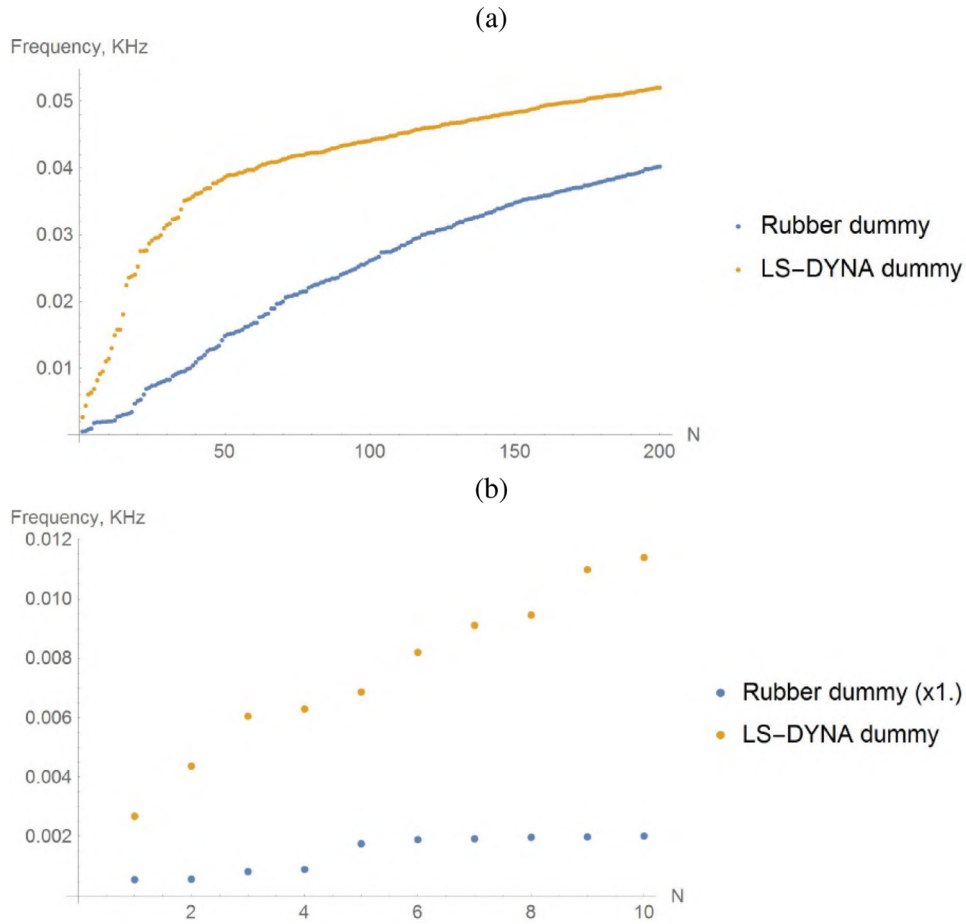 (a)
Frequency, KHz
0.05
0.04
0.03
0.02
0.01
50 100 150 200
N
Rubber dummy
LS-DYNA dummy
(b)
Frequency, KHz
0.012
0.010
0.008
0.006
0.004
0.002
2 4 6 8 10
N
Rubber dummy (x1.)
LS-DYNA dummy